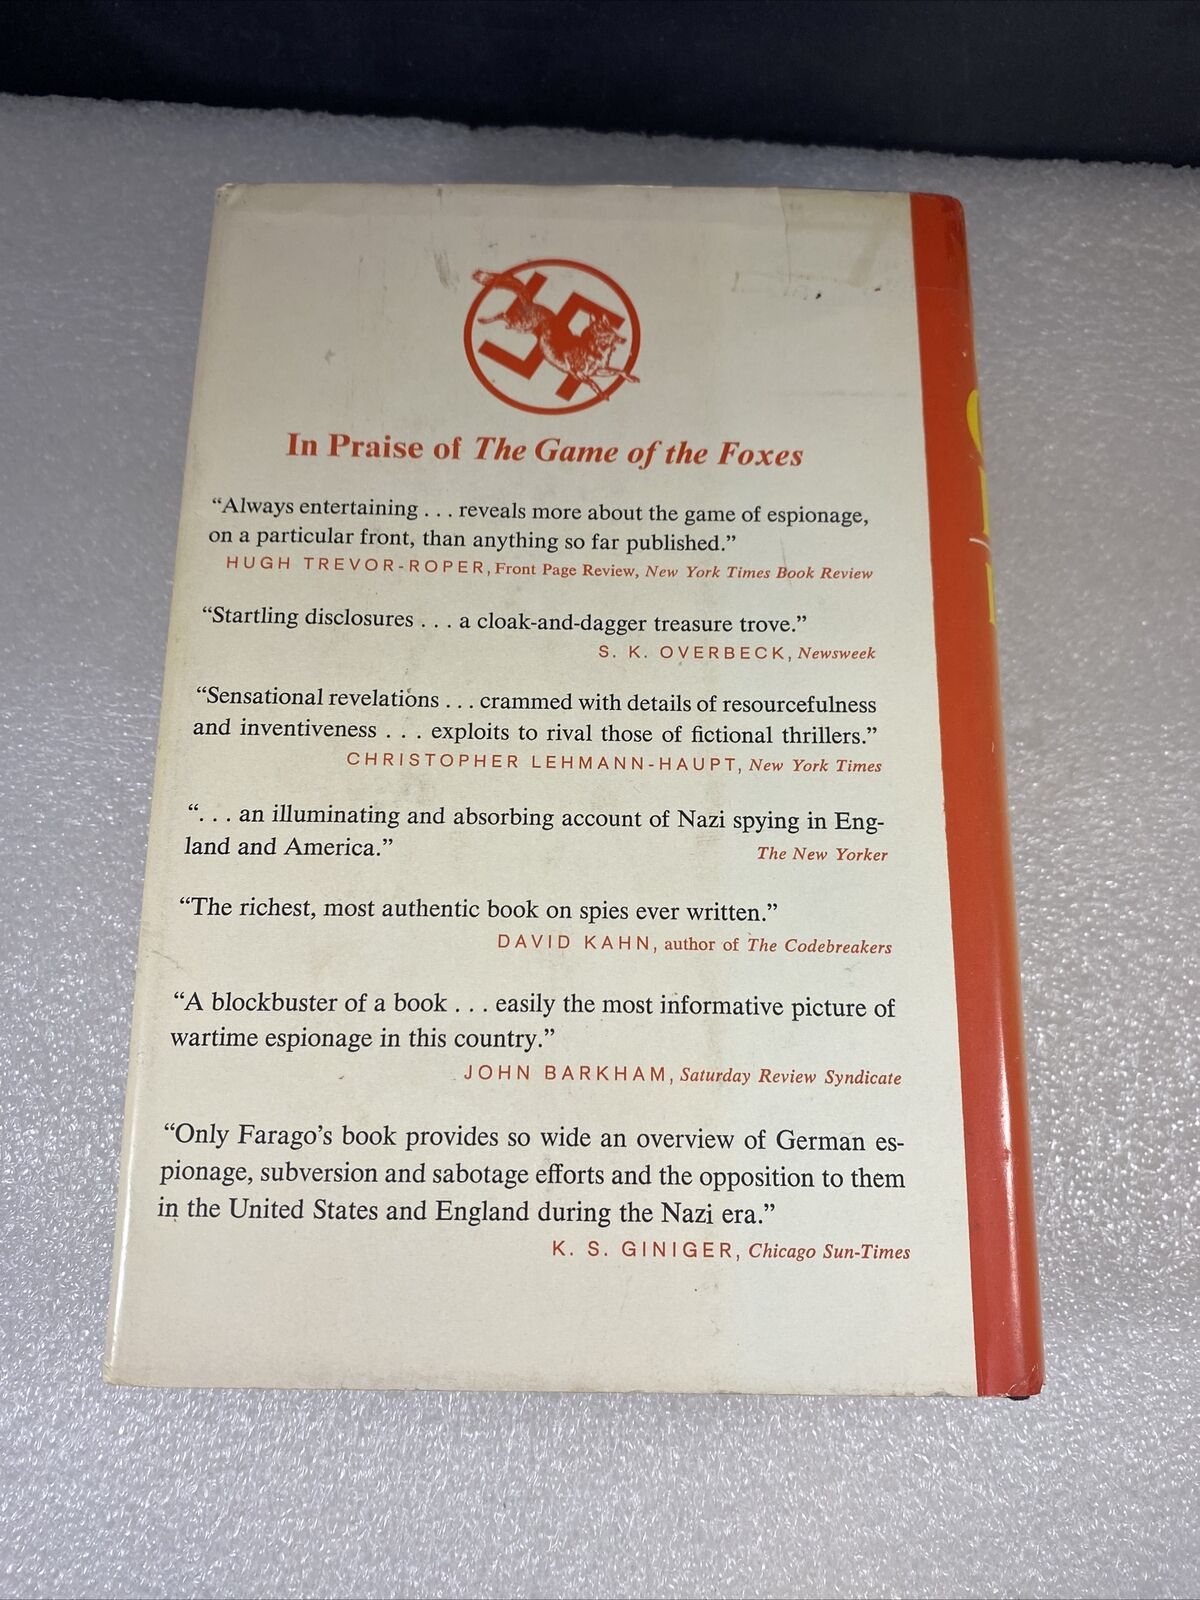 In Praise of The Game of the Foxes
“Always entertaining . . . reveals more about the game of espionage,
on a particular front, than anything so far published.”
HUGH TREVOR-ROPER, Front Page Review, New York Times Book Review
“Startling disclosures . . . a cloak-and-dagger treasure trove.”
S. K. OVERBECK, Newsweek
“Sensational revelations . . . crammed with details of resourcefulness
and inventiveness . . . exploits to rival those of fictional thrillers.”
CHRISTOPHER LEHMANN-HAUPT, New York Times
“. . . an illuminating and absorbing account of Nazi spying in Eng-
land and America.” The New Yorker
“The richest, most authentic book on spies ever written.”
DAVID KAHN, author of The Codebreakers
“A blockbuster of a book . . . easily the most informative picture of
wartime espionage in this country.”
JOHN BARKHAM, Saturday Review Syndicate
“Only Farago’s book provides so wide an overview of German es-
pionage, subversion and sabotage efforts and the opposition to them
in the United States and England during the Nazi era.”
K. S. GINIGER, Chicago Sun-Times